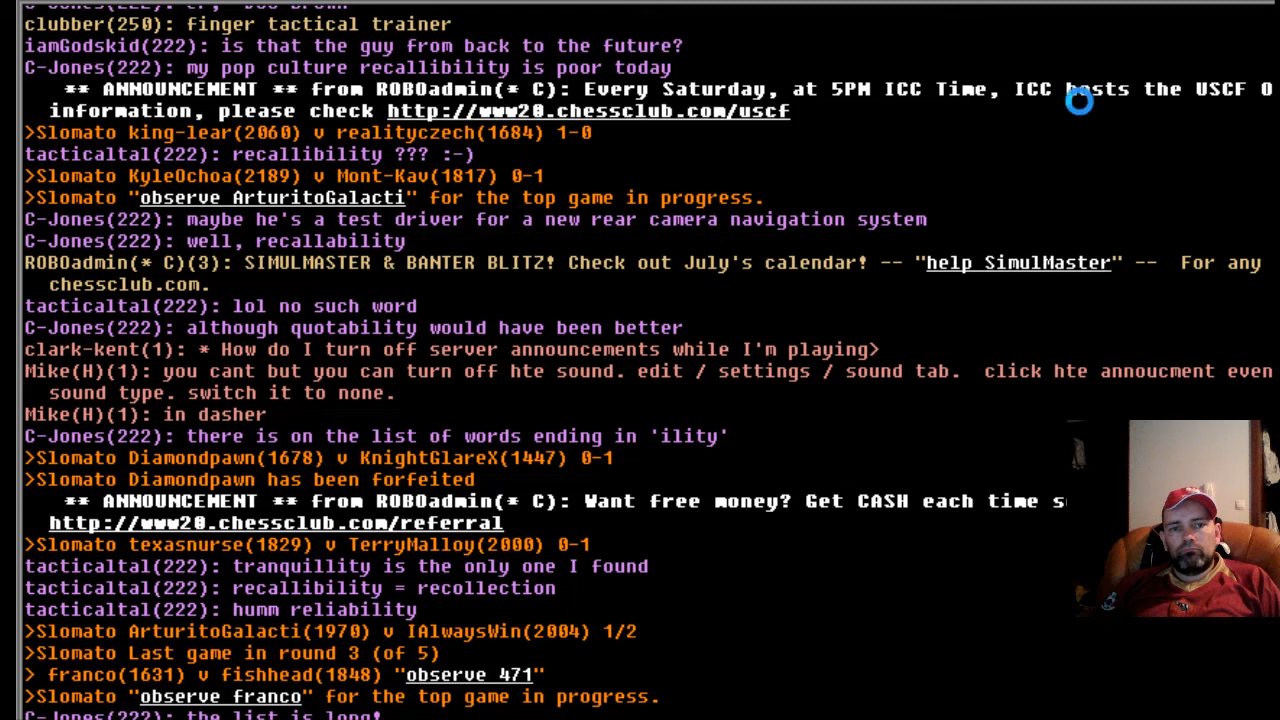 clubber(250): finger tactical trainer
iamGodskid(222): is that the guy from back to the future?
C-Jones(222): my pop culture recallibility is poor today
** ANNOUNCEMENT ** from ROBOadmin(* C): Every Saturday, at 5PM ICC Time, ICC hosts the USCF O
information, please check http://www20.chessclub.com/uscf
>Slomato king-lear(2060) v realityczech(1684) 1-0
tacticaltal(222): recallibility ??? :-)
>Slomato KyleOchoa(2189) v Mont-Kav(1817) 0-1
>Slomato "observe ArturitoGalacti" for the top game in progress.
C-Jones(222): maybe he's a test driver for a new rear camera navigation system
C-Jones(222): well, recallability
ROBOadmin(* C)(3): SIMULMASTER & BANTER BLITZ! Check out July's calendar! -- "help SimulMaster" -- For any
chessclub.com.
tacticaltal(222): lol no such word
C-Jones(222): although quotability would have been better
clark-kent(1): * How do I turn off server announcements while I'm playing>
Mike(H)(1): you cant but you can turn off hte sound. edit / settings / sound tab. click hte annoucment even
sound type. switch it to none.
Mike(H)(1): in dasher
C-Jones(222): there is on the list of words ending in 'ility'
>Slomato Diamondpawn(1678) v KnightGlareX(1447) 0-1
>Slomato Diamondpawn has been forfeited
** ANNOUNCEMENT ** from ROBOadmin(* C): Want free money? Get CASH each time s
http://www20.chessclub.com/referral
>Slomato texasnurse(1829) v TerryMalloy(2000) 0-1
tacticaltal(222): tranquillity is the only one I found
tacticaltal(222): recallibility = recollection
tacticaltal(222): humm reliability
>Slomato ArturitoGalacti(1970) v IAlwaysWin(2004) 1/2
>Slomato Last game in round 3 (of 5)
> franco(1631) v fishhead(1848) "observe 471"
>Slomato "observe franco" for the top game in progress.
C-Jones(222): the list is long!